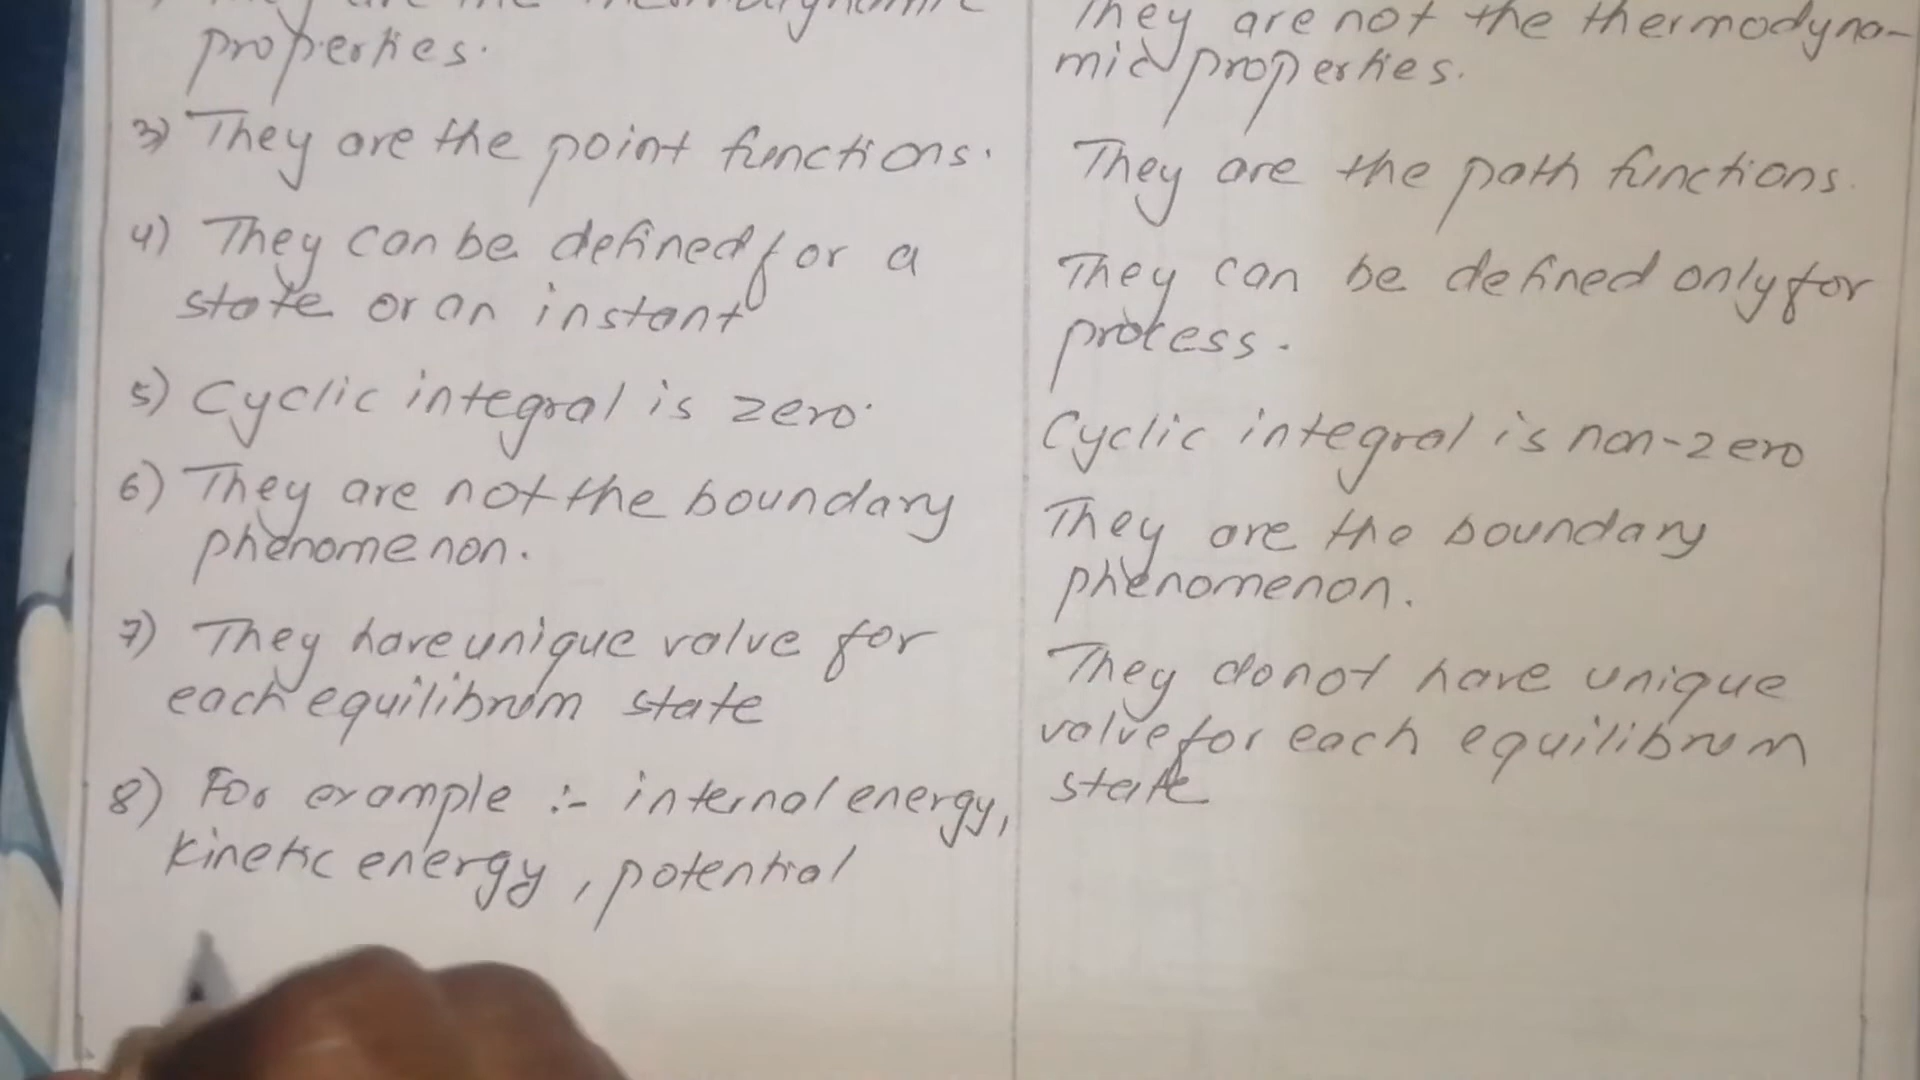 properties.
3) They are the point functions.
4) They can be defined for a
state or an instant
5) Cyclic integral is zero.
6) They are not the boundary
phenomenon.
7) They have unique value for
each equilibrum state
8) For example :- internal energy,
kinetic energy, potential
They are not the thermodyna-
mic properties.
They are the path functions.
They can be defined only for
process.
Cyclic integral is non-zero
They are the boundary
phenomenon.
They donot have unique
value for each equilibrum
state